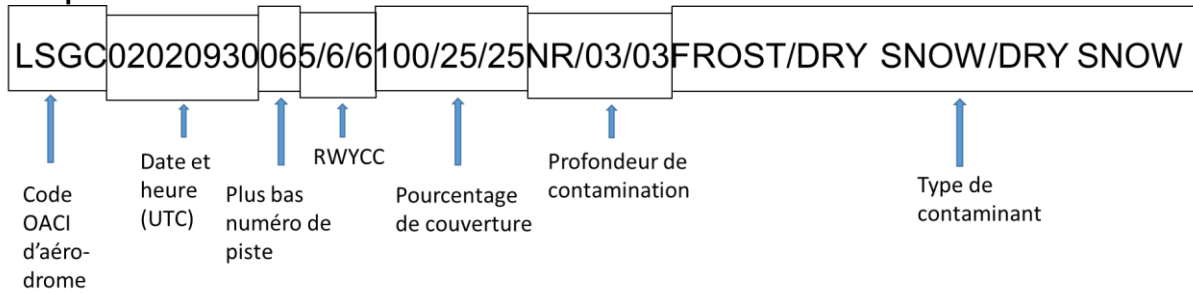 LSGC02020930065/6/6100/25/25NR/03/03FROST/DRY SNOW/DRY SNOW
Code
OACI
d'aéro-
drome
Date et
heure
(UTC)
Plus bas
numéro de
piste
RWYCC
Pourcentage
de couverture
Profondeur de
contamination
Type de
contaminant